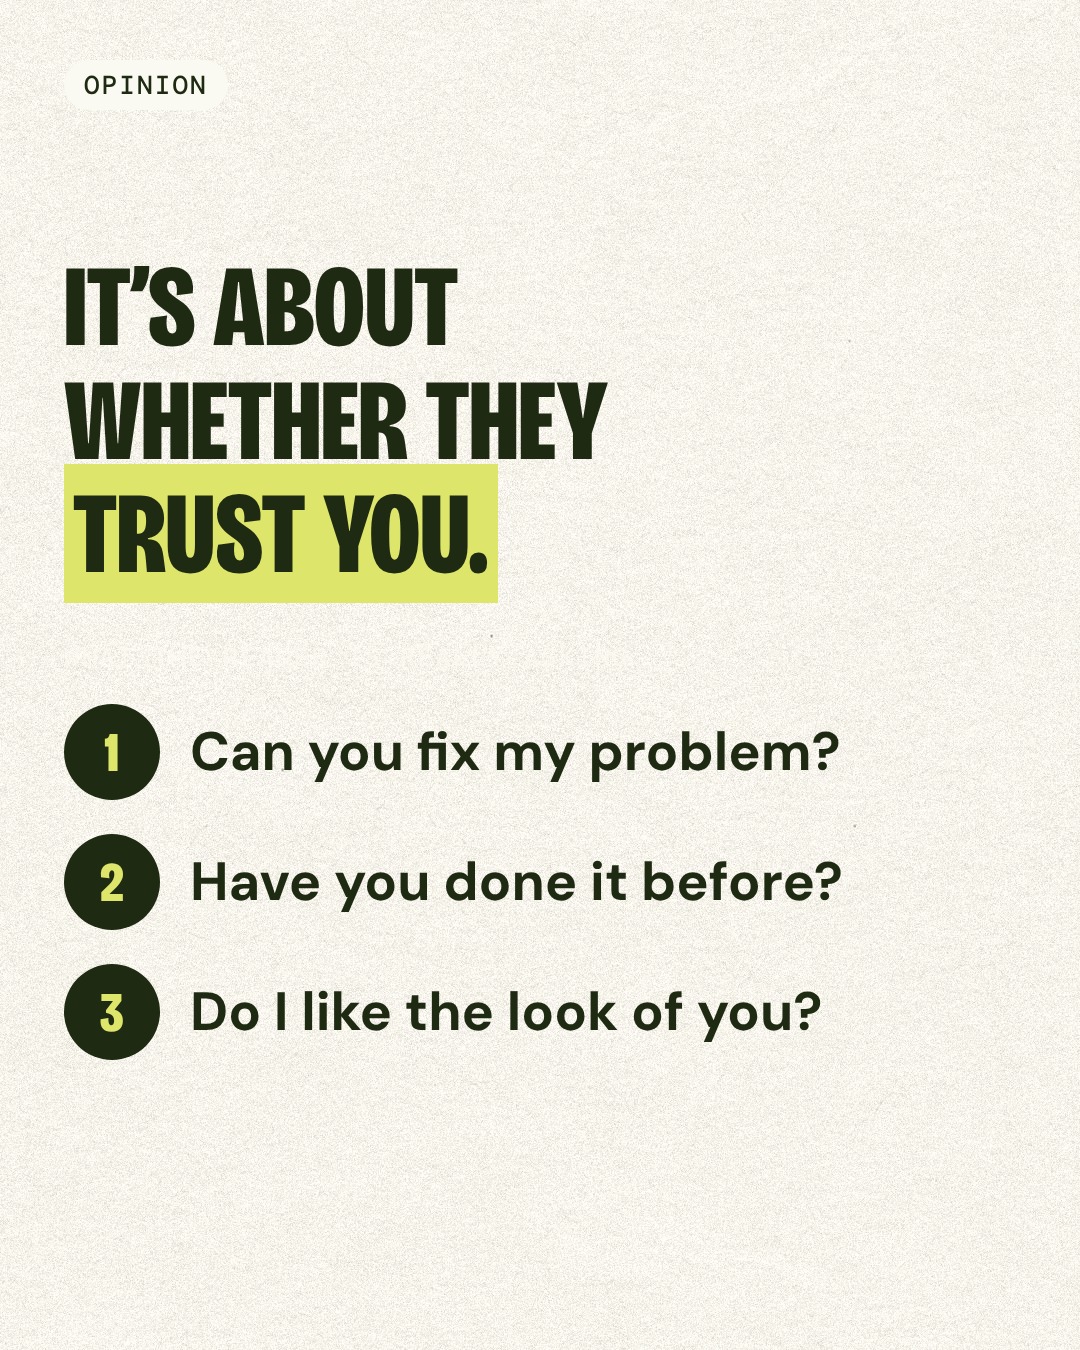 OPINION
IT’S ABOUT
WHETHER THEY
TRUST YOU.
1 Can you fix my problem?
2 Have you done it before?
3 Do I like the look of you?